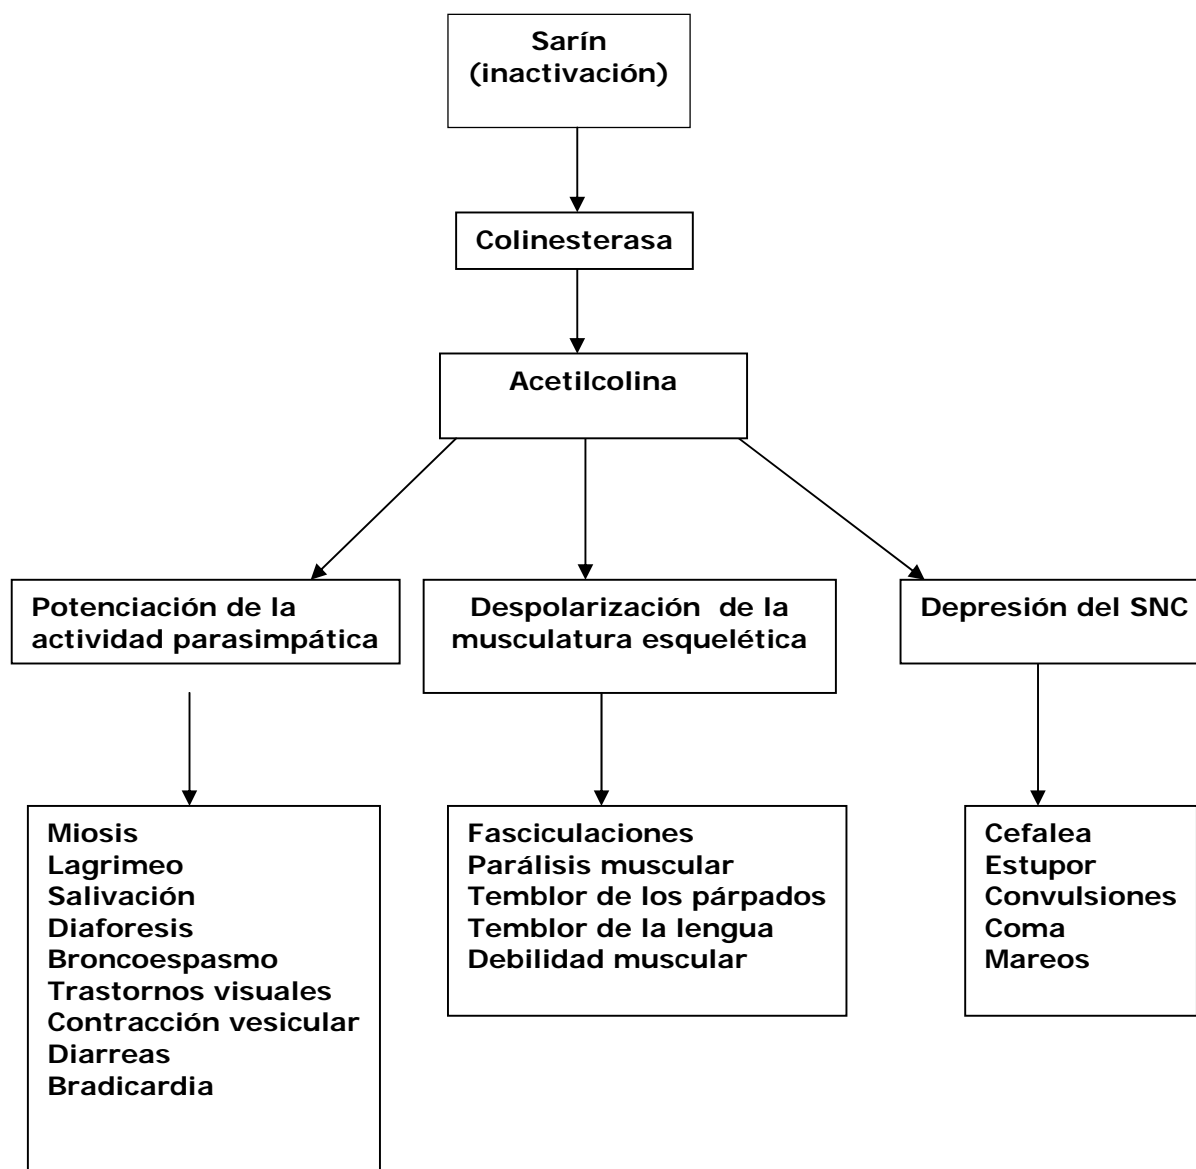 Sarín
(inactivación)
Colinesterasa
Acetilcolina
Potenciación de la
actividad parasimpática
Despolarización de la
musculatura esquelética
Depresión del SNC
Miosis
Lagrimeo
Salivación
Diaforesis
Broncoespasmo
Trastornos visuales
Contracción vesicular
Diarreas
Bradicardia
Fasciculaciones
Parálisis muscular
Temblor de los párpados
Temblor de la lengua
Debilidad muscular
Cefalea
Estupor
Convulsiones
Coma
Mareos